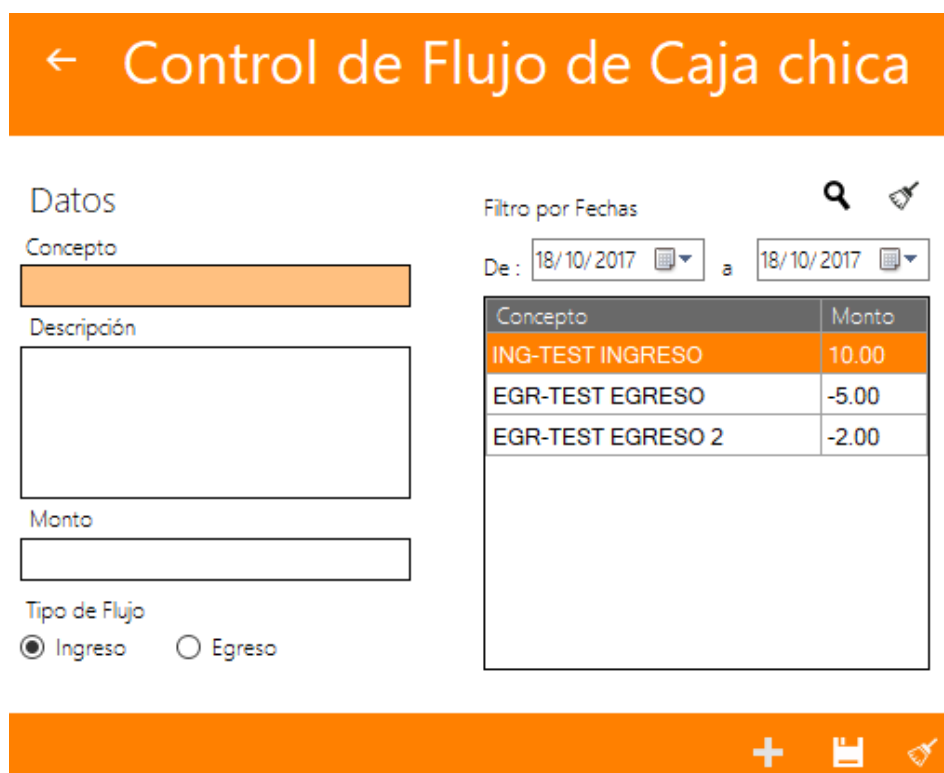 Control de Flujo de Caja chica
Datos
Concepto
Descripción
Monto
Tipo de Flujo
Ingreso Egreso
Filtro por Fechas
De : 18/10/2017 a 18/10/2017
Concepto Monto
ING-TEST INGRESO 10.00
EGR-TEST EGRESO -5.00
EGR-TEST EGRESO 2 -2.00